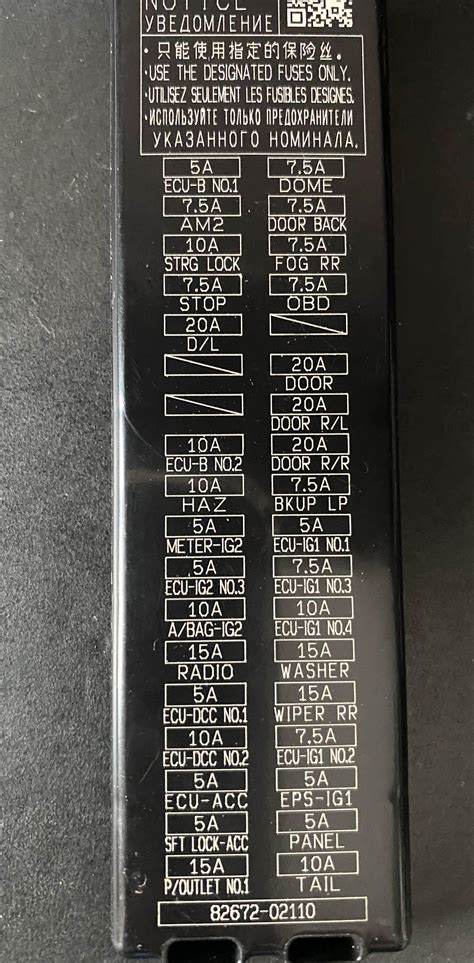 NOTICE
УВЕДОМЛЕНИЕ
·只能使用指定的保险丝。
·USE THE DESIGNATED FUSES ONLY.
·UTILISEZ SEULEMENT LES FUSIBLES DESIGNES.
·ИСПОЛЬЗУЙТЕ ТОЛЬКО ПРЕДОХРАНИТЕЛИ
УКАЗАННОГО НОМИНАЛА.
5A 7.5A
ECU-B NO.1 DOME
7.5A 7.5A
AM2 DOOR BACK
10A 7.5A
STRG LOCK FOG RR
7.5A 7.5A
STOP OBD
20A
D/L
20A
DOOR
20A
DOOR R/L
10A 20A
ECU-B NO.2 DOOR R/R
10A 7.5A
HAZ BKUP LP
5A 5A
METER-IG2 ECU-IG1 NO.1
5A 7.5A
ECU-IG2 NO.3 ECU-IG1 NO.3
10A 10A
A/BAG-IG2 ECU-IG1 NO.4
15A 15A
RADIO WASHER
5A 15A
ECU-DCC NO.1 WIPER RR
10A 7.5A
ECU-DCC NO.2 ECU-IG1 NO.2
5A 5A
ECU-ACC EPS-IG1
5A 5A
SFT LOCK-ACC PANEL
15A 10A
P/OUTLET NO.1 TAIL
82672-02110